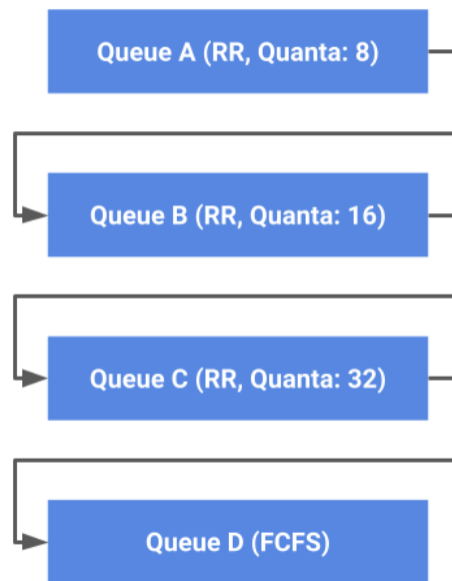 Queue A (RR, Quanta: 8)
Queue B (RR, Quanta: 16)
Queue C (RR, Quanta: 32)
Queue D (FCFS)